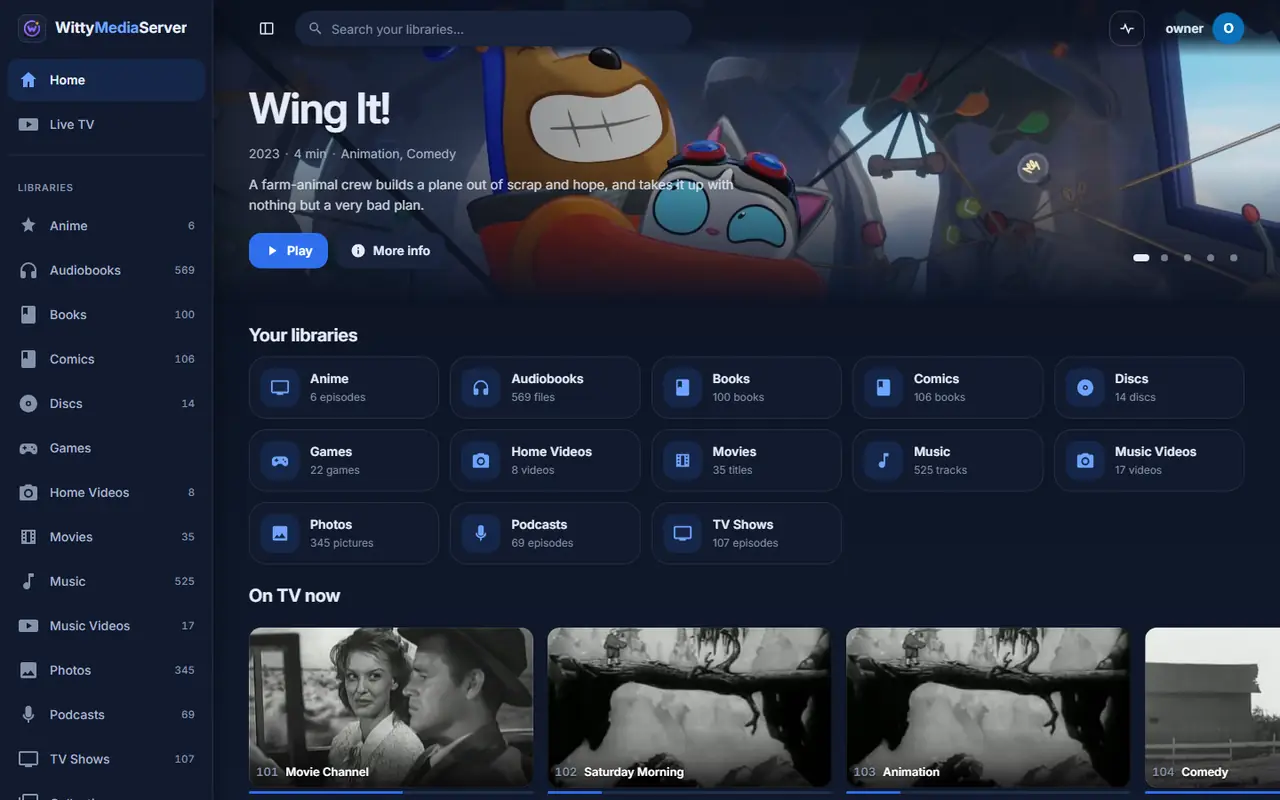 WittyMediaServer
Search your libraries...
owner
O
Home
Live TV
LIBRARIES
Anime 6
Audiobooks 569
Books 100
Comics 106
Discs 14
Games
Home Videos 8
Movies 35
Music 525
Music Videos 17
Photos 345
Podcasts 69
TV Shows 107
Wing It!
2023 · 4 min · Animation, Comedy
A farm-animal crew builds a plane out of scrap and hope, and takes it up with
nothing but a very bad plan.
Play
More info
Your libraries
Anime
6 episodes
Audiobooks
569 files
Books
100 books
Comics
106 books
Discs
14 discs
Games
22 games
Home Videos
8 videos
Movies
35 titles
Music
525 tracks
Music Videos
17 videos
Photos
345 pictures
Podcasts
69 episodes
TV Shows
107 episodes
On TV now
101 Movie Channel
102 Saturday Morning
103 Animation
104 Comedy